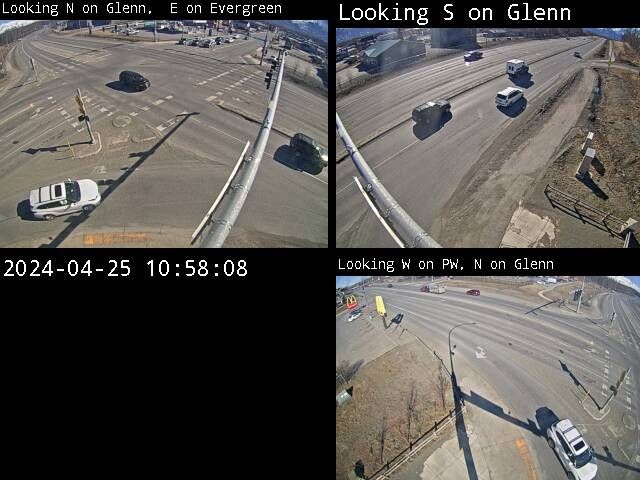 Looking N on Glenn,  E on Evergreen
Looking S on Glenn
2024-04-25 10:58:08
Looking W on PW, N on Glenn